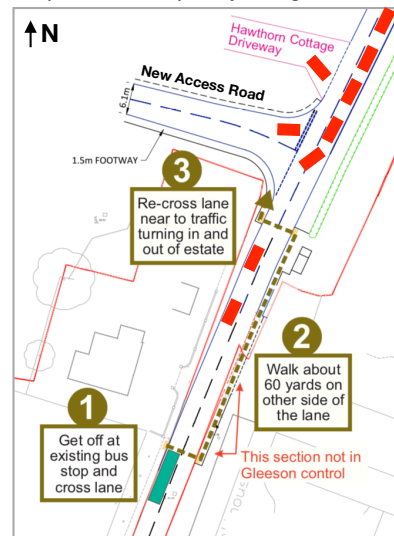 N
Hawthorn Cottage
Driveway
New Access Road
6.1m
1.5m FOOTWAY
3
Re-cross lane
near to traffic
turning in and
out of estate
2
Walk about
60 yards on
other side of
the lane
1
Get off at
existing bus
stop and
cross lane
This section not in
Gleeson control